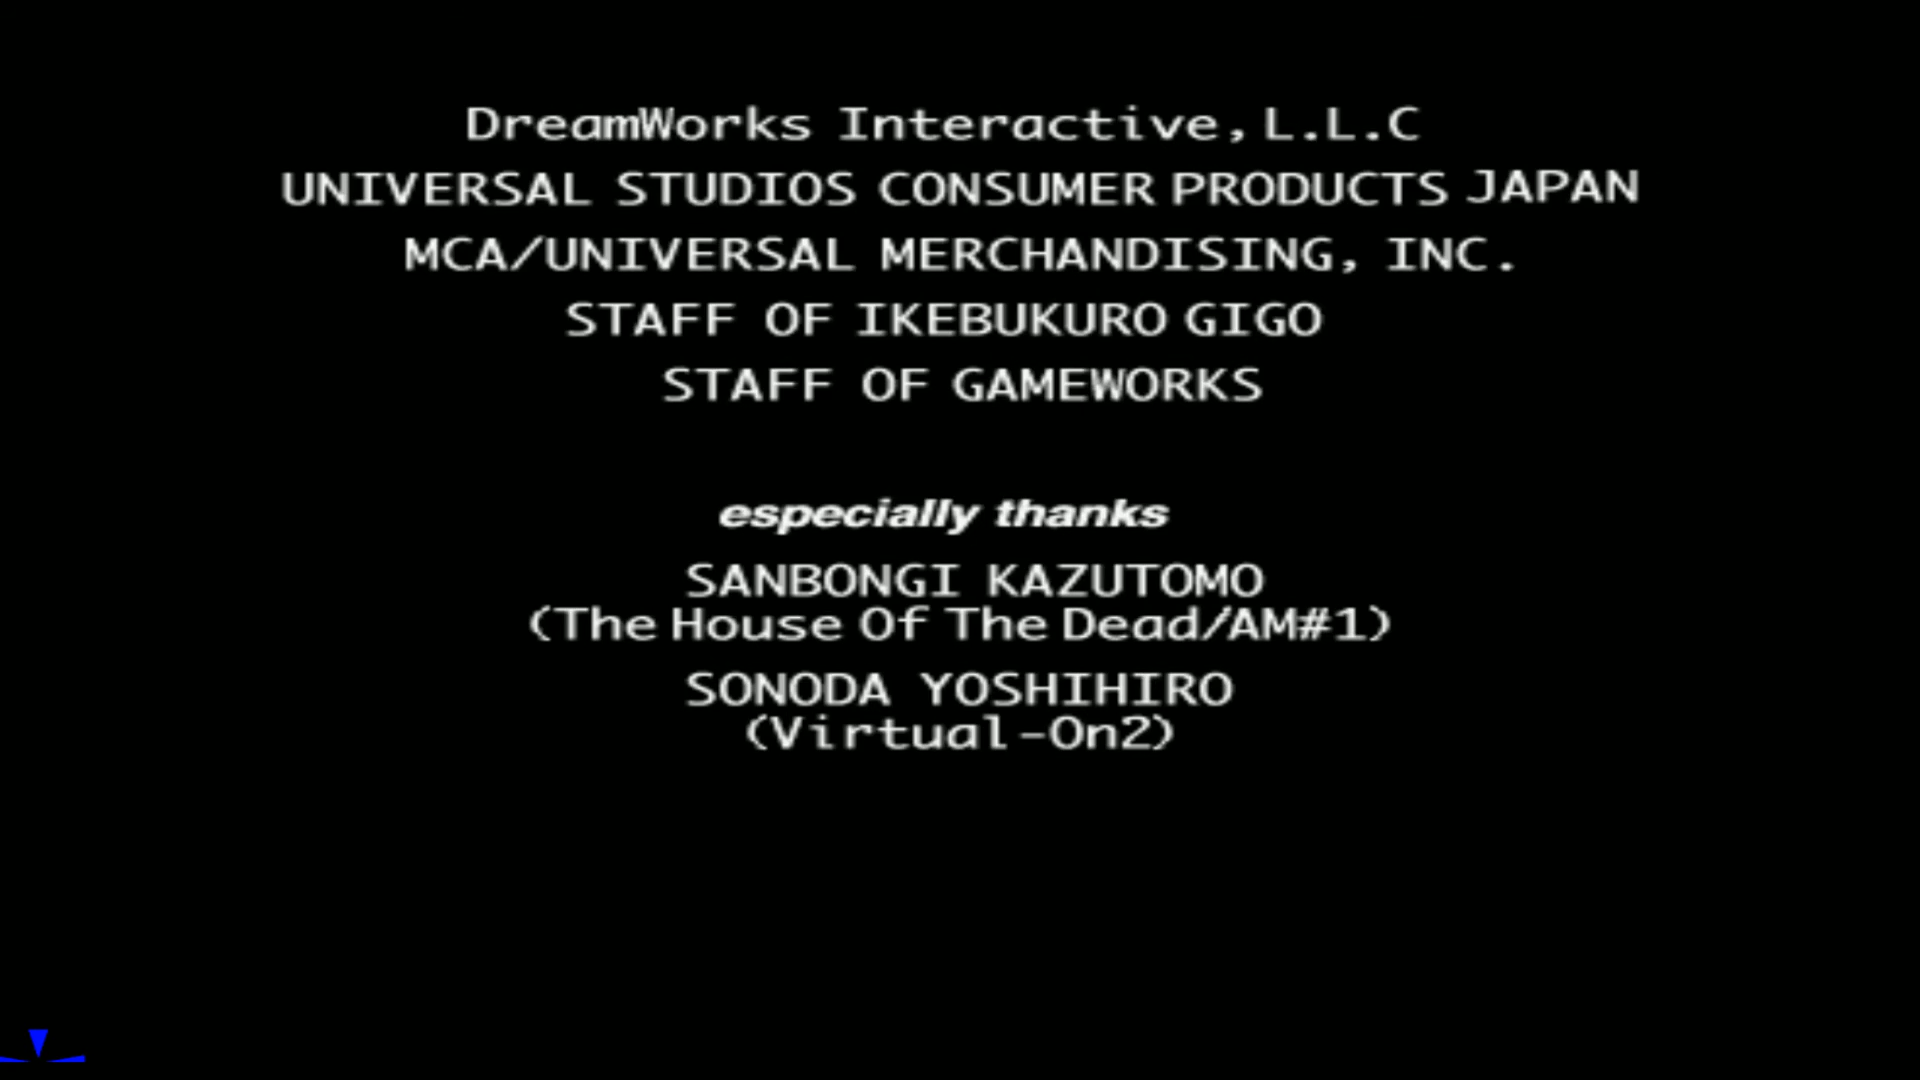 DreamWorks Interactive, L.L.C
UNIVERSAL STUDIOS CONSUMER PRODUCTS JAPAN
MCA/UNIVERSAL MERCHANDISING, INC.
STAFF OF IKEBUKURO GIGO
STAFF OF GAMEWORKS
especially thanks
SANBONGI KAZUTOMO
(The House Of The Dead/AM#1)
SONODA YOSHIHIRO
(Virtual-On2)